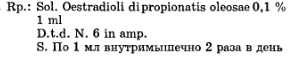 Rp.: Sol. Oestradioli dipropionatis oleosae 0,1 %
1 ml
D.t.d. N. 6 in amp.
S. По 1 мл внутримышечно 2 раза в день